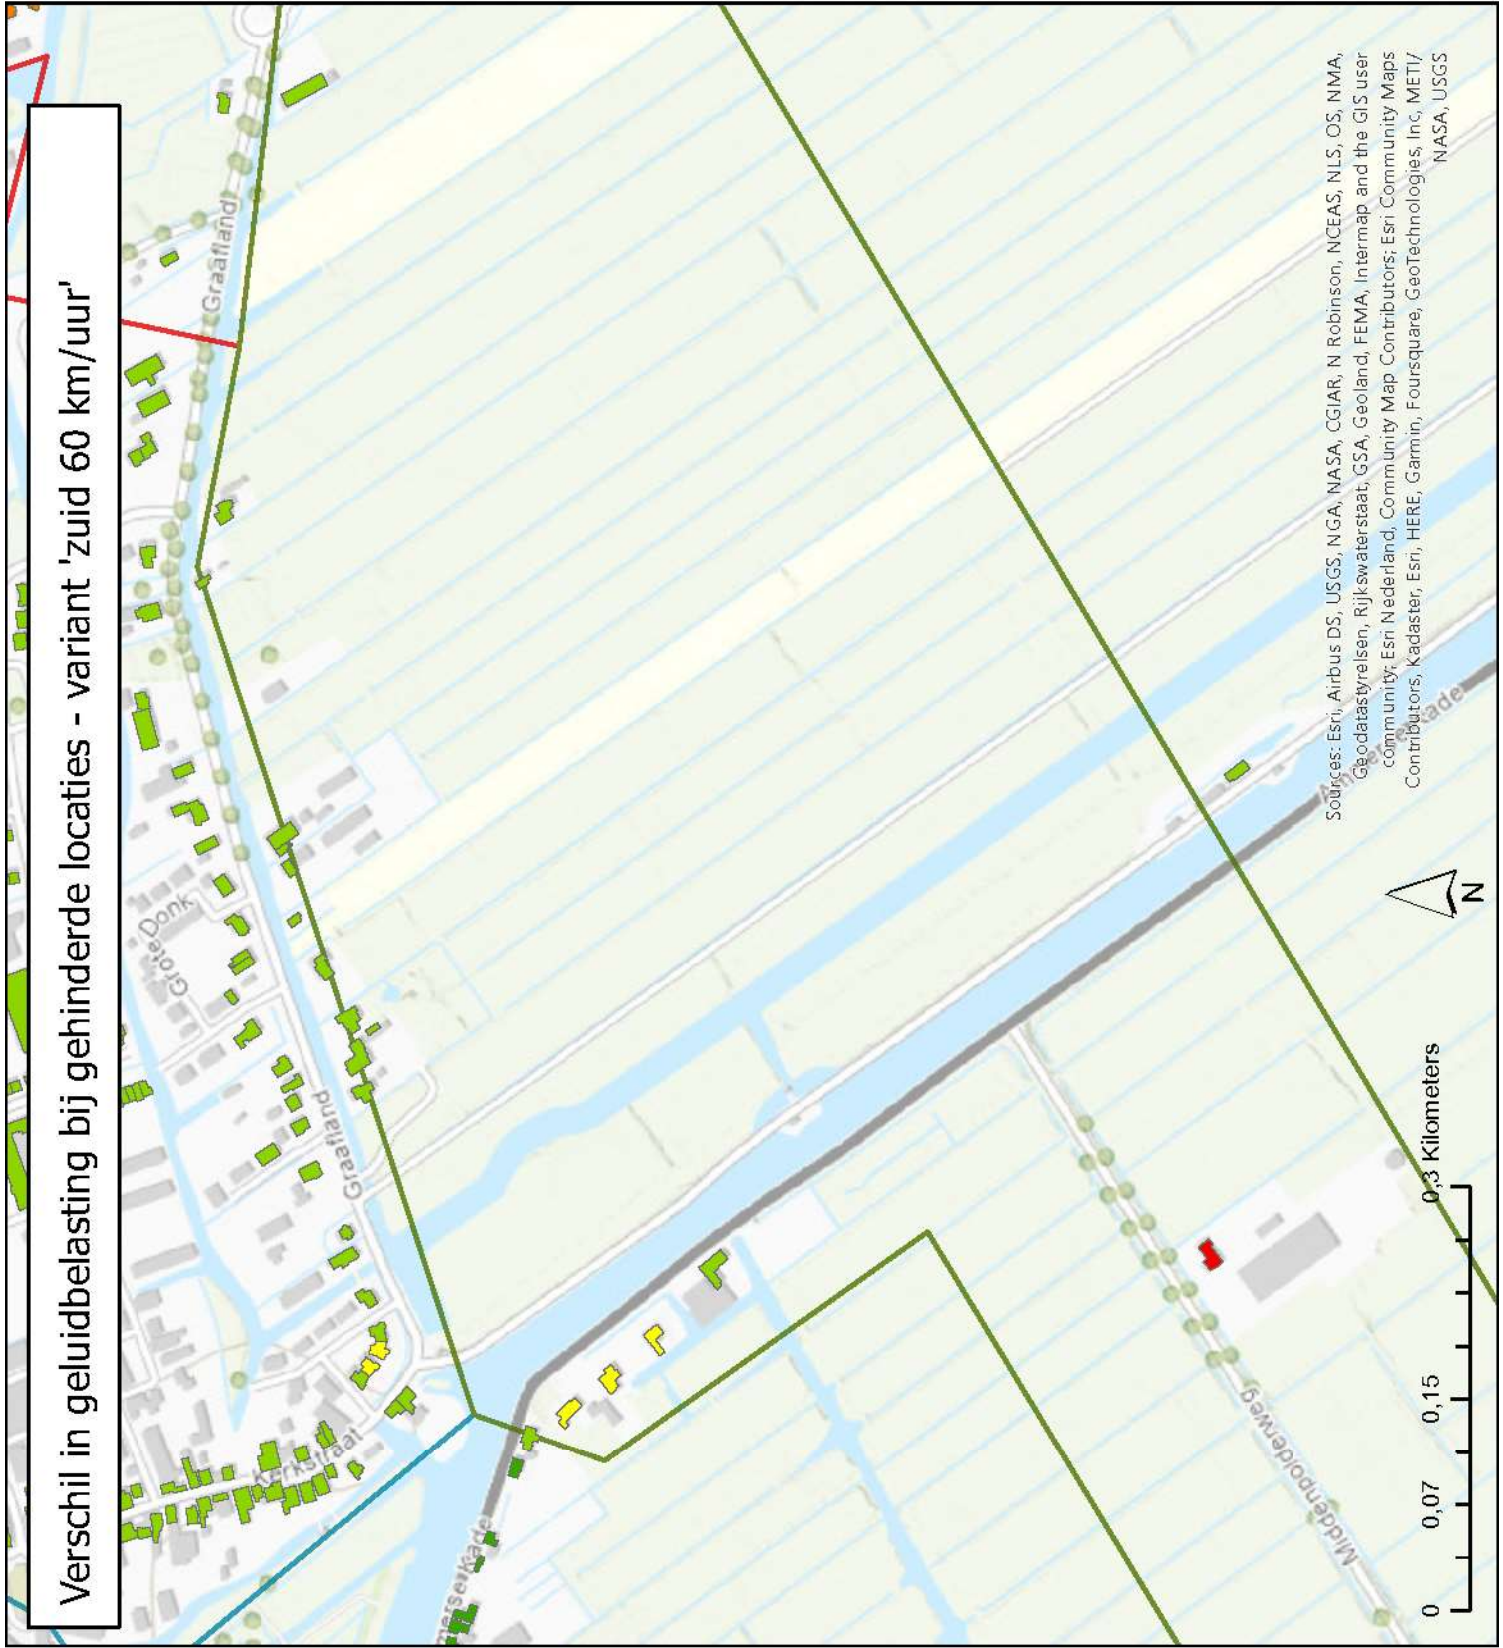 Verschil in geluidbelasting bij gehinderde locaties - variant 'zuid 60 km/uur'
Graafland
Grote Donk
Graafland
Kerkstraat
Ammersekade
Middenpolderweg
Sources: Esri, Airbus DS, USGS, NGA, NASA, CGIAR, N Robinson, NCEAS, NLS, OS, NMA,
Geodatastyrelsen, Rijkswaterstaat, GSA, Geoland, FEMA, Intermap and the GIS user
community; Esri Nederland, Community Map Contributors; Esri Community Maps
Contributors, Kadaster, Esri, HERE, Garmin, Foursquare, GeoTechnologies, Inc, METI/
NASA, USGS
N
0 0,07 0,15 0,3 Kilometers